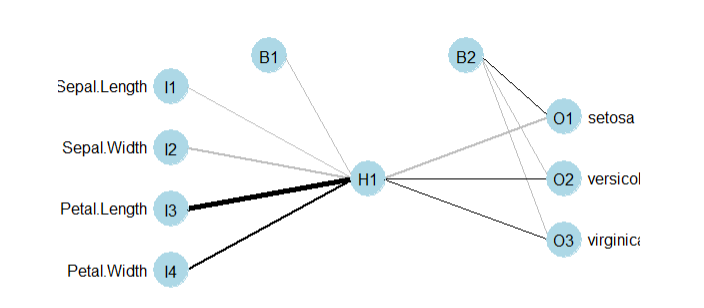 B1
B2
Sepal.Length I1
O1 setosa
Sepal.Width I2
H1
O2 versicol
Petal.Length I3
O3 virginica
Petal.Width I4